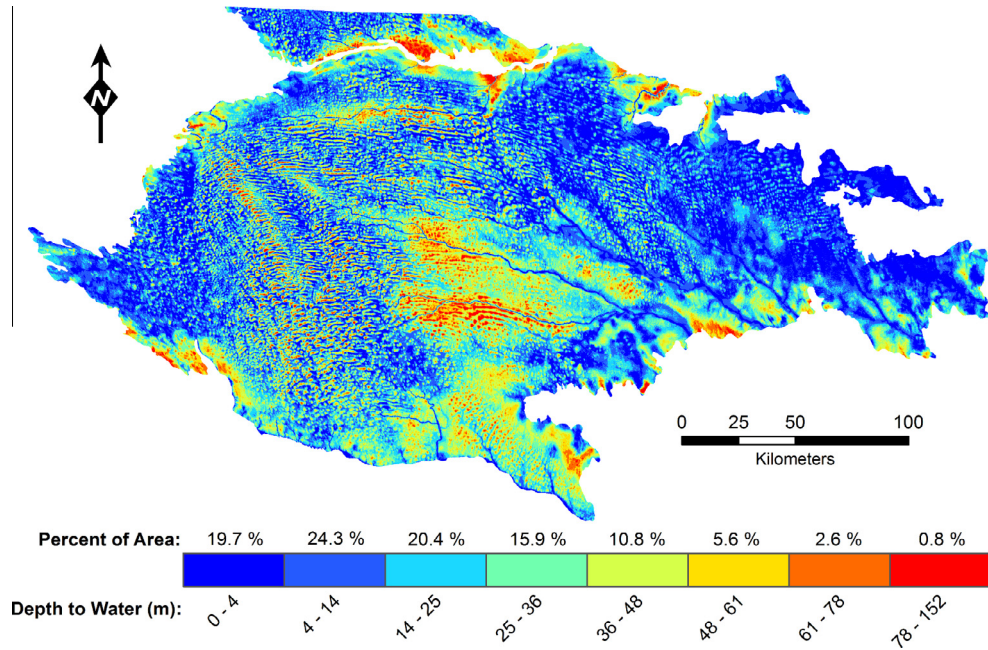 N
0 25 50 100
Kilometers
Percent of Area: 19.7 % 24.3 % 20.4 % 15.9 % 10.8 % 5.6 % 2.6 % 0.8 %
Depth to Water (m): 0 - 4 4 - 14 14 - 25 25 - 36 36 - 48 48 - 61 61 - 78 78 - 152